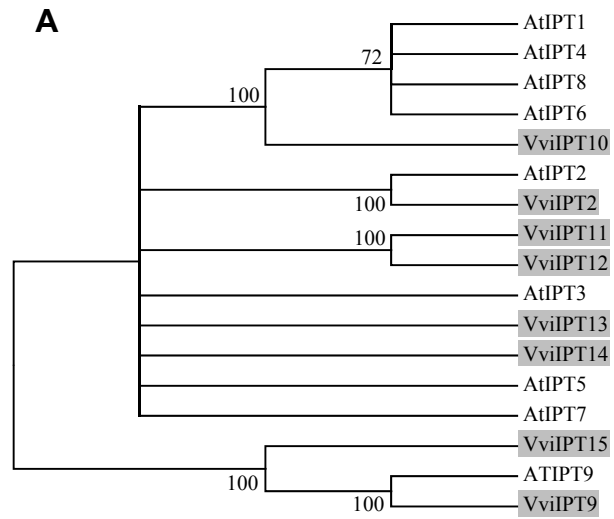 A
AtIPT1
72
AtIPT4
AtIPT8
100
AtIPT6
VviIPT10
AtIPT2
100
VviIPT2
100
VviIPT11
VviIPT12
AtIPT3
VviIPT13
VviIPT14
AtIPT5
AtIPT7
VviIPT15
100
ATIPT9
100
VviIPT9